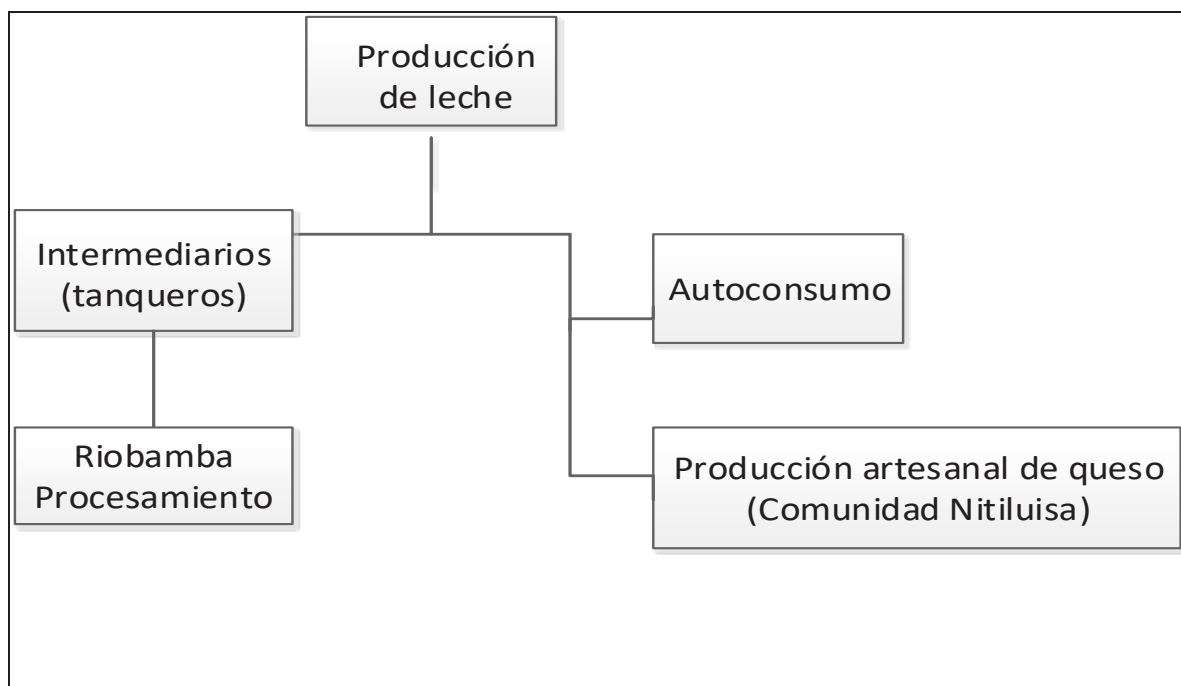 Producción
de leche
Intermediarios
(tanqueros)
Autoconsumo
Riobamba
Procesamiento
Producción artesanal de queso
(Comunidad Nitiluisa)